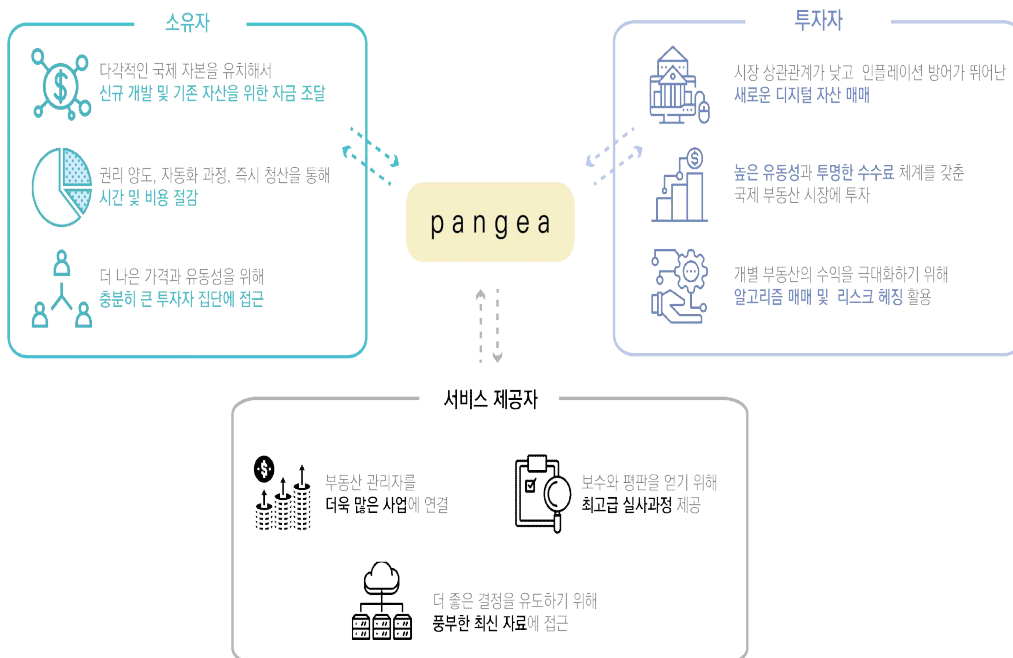 소유자
다각적인 국제 자본을 유치해서
신규 개발 및 기존 자산을 위한 자금 조달
권리 양도, 자동화 과정, 즉시 청산을 통해
시간 및 비용 절감
더 나은 가격과 유동성을 위해
충분히 큰 투자자 집단에 접근
투자자
시장 상관관계가 낮고 인플레이션 방어가 뛰어난
새로운 디지털 자산 매매
높은 유동성과 투명한 수수료 체계를 갖춘
국제 부동산 시장에 투자
개별 부동산의 수익을 극대화하기 위해
알고리즘 매매 및 리스크 헤징 활용
pangea
서비스 제공자
부동산 관리자를
더욱 많은 사업에 연결
보수와 평판을 얻기 위해
최고급 실사과정 제공
더 좋은 결정을 유도하기 위해
풍부한 최신 자료에 접근